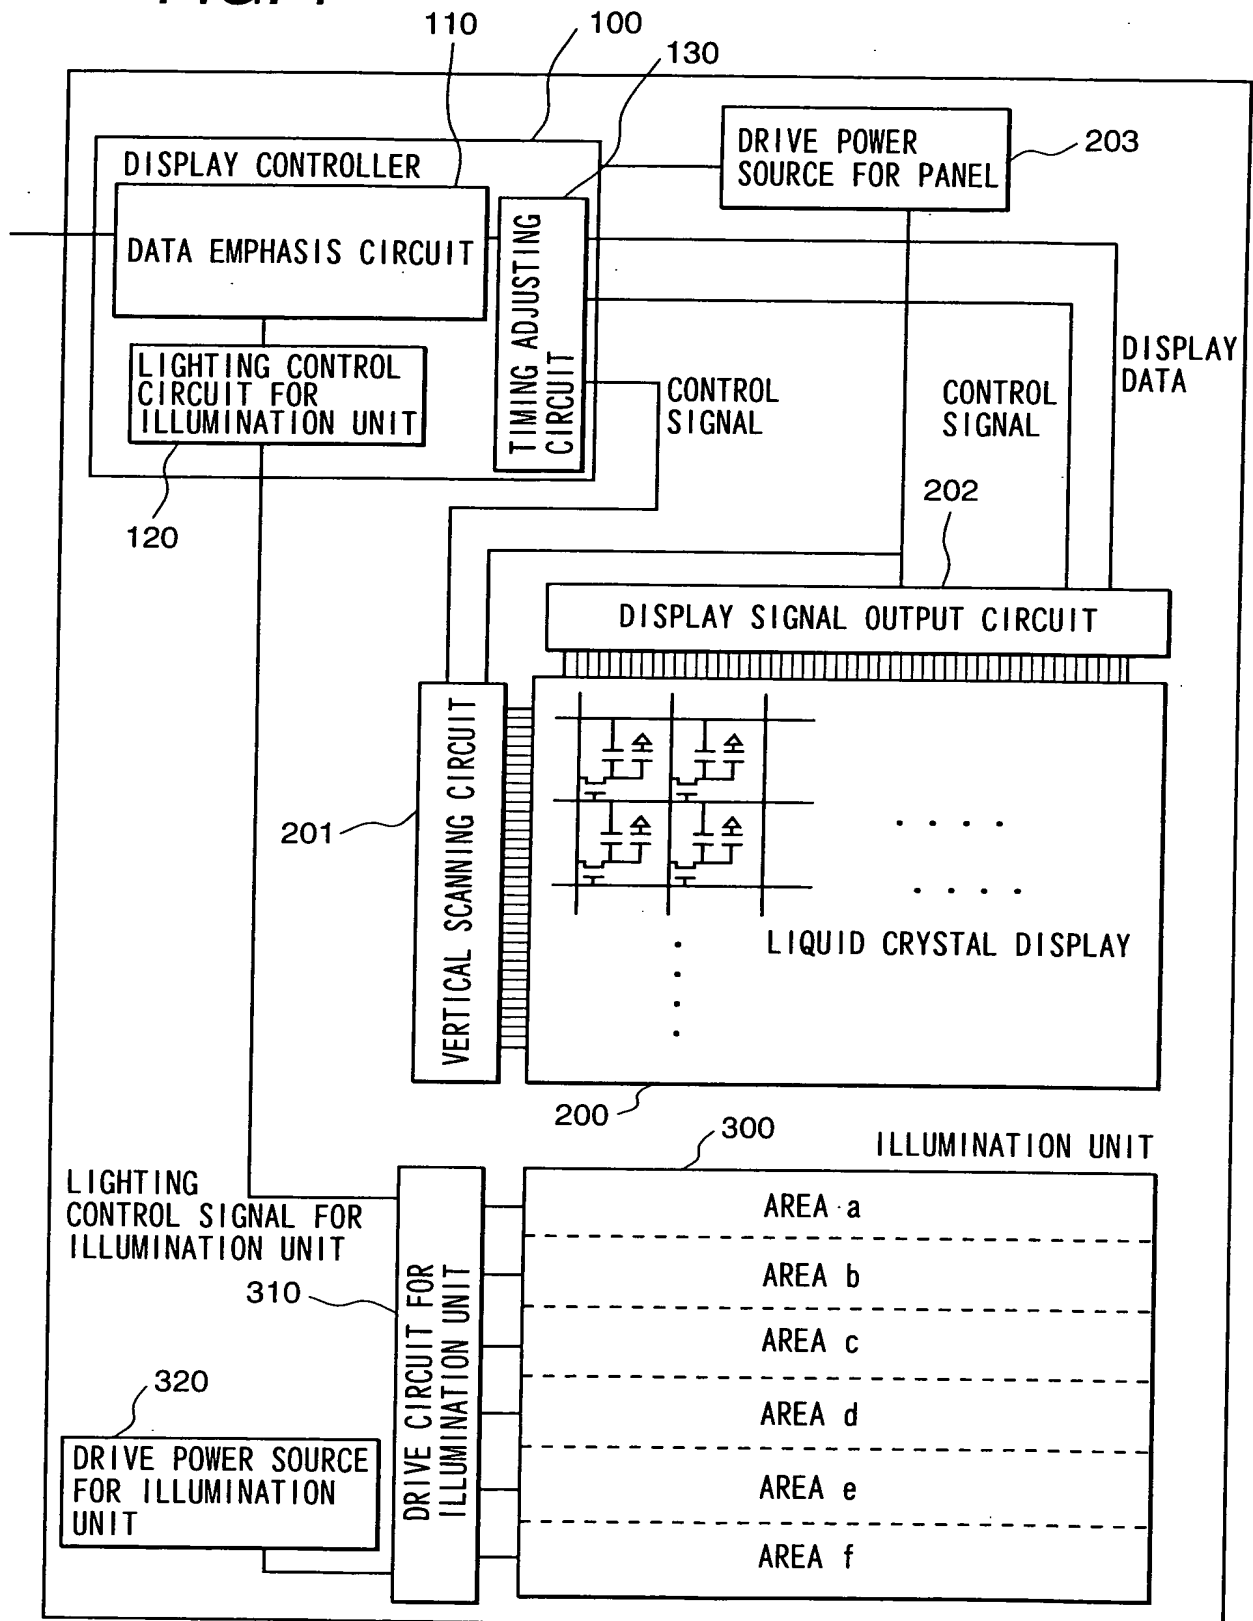 110
100
130
DISPLAY CONTROLLER
DRIVE POWER
SOURCE FOR PANEL
203
DATA EMPHASIS CIRCUIT
TIMING ADJUSTING
CIRCUIT
LIGHTING CONTROL
CIRCUIT FOR
ILLUMINATION UNIT
120
CONTROL
SIGNAL
CONTROL
SIGNAL
DISPLAY
DATA
202
DISPLAY SIGNAL OUTPUT CIRCUIT
VERTICAL SCANNING CIRCUIT
201
LIQUID CRYSTAL DISPLAY
200
300
ILLUMINATION UNIT
LIGHTING
CONTROL SIGNAL FOR
ILLUMINATION UNIT
310
DRIVE CIRCUIT FOR
ILLUMINATION UNIT
AREA a
AREA b
AREA c
AREA d
AREA e
AREA f
320
DRIVE POWER SOURCE
FOR ILLUMINATION
UNIT